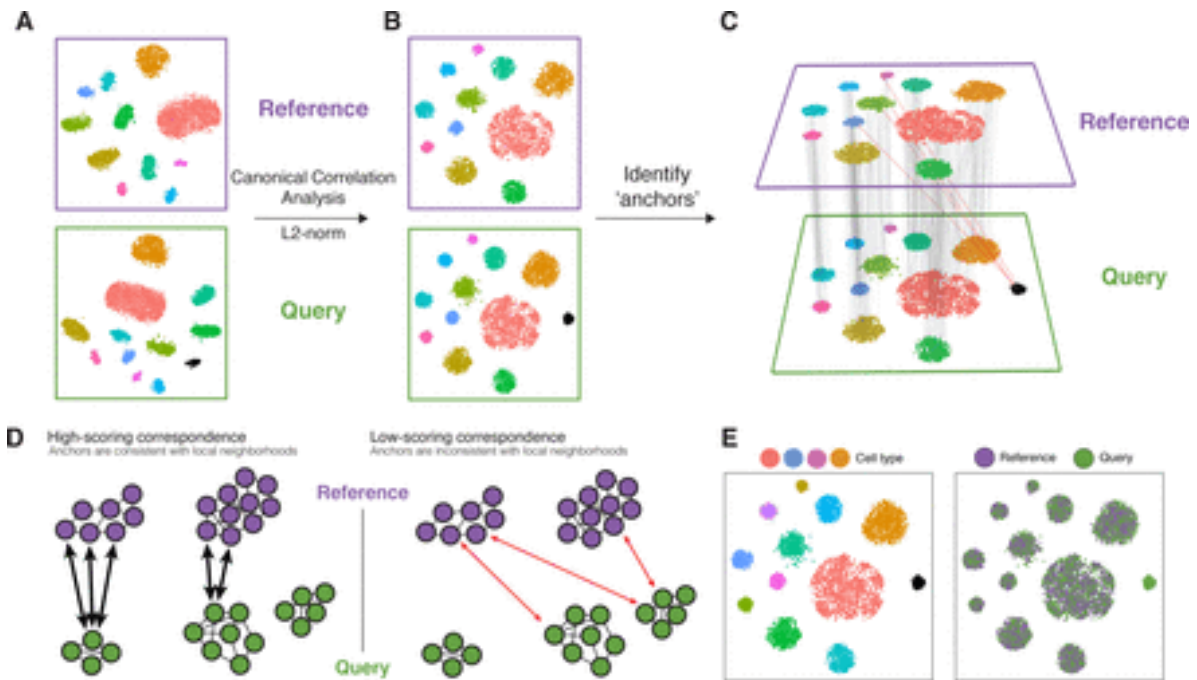 A
B
C
Reference
Canonical Correlation
Analysis
L2-norm
Query
Identify
‘anchors’
Reference
Query
D
High-scoring correspondence
Anchors are consistent with local neighborhoods
Low-scoring correspondence
Anchors are inconsistent with local neighborhoods
Reference
Query
E
Cell type
Reference
Query